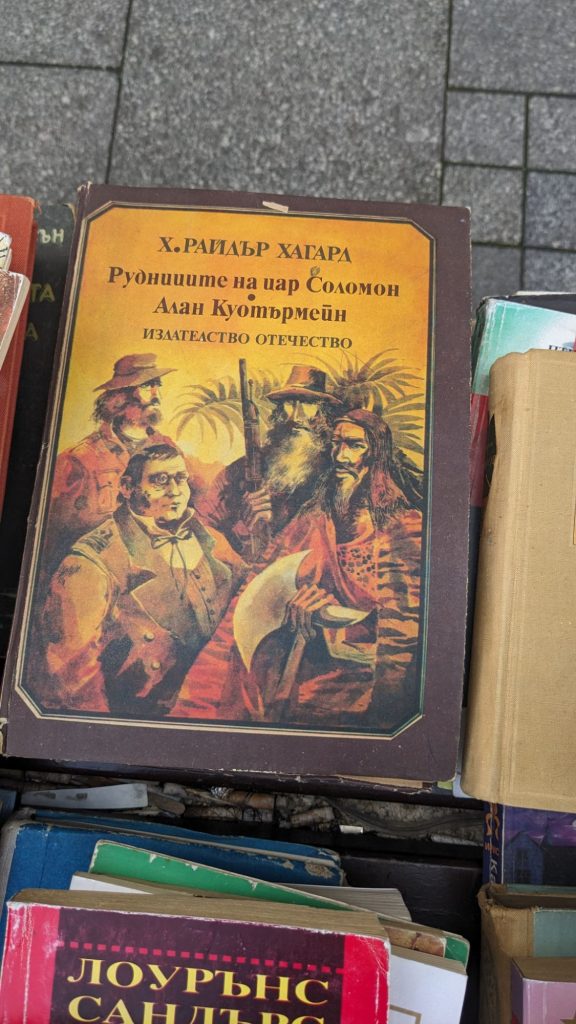 Х. РАЙДЪР ХАГАРД
Рудниците на цар Соломон
•
Алан Куотърмейн
ИЗДАТЕЛСТВО ОТЕЧЕСТВО
ЛОУРЪНС
САНДЪРС